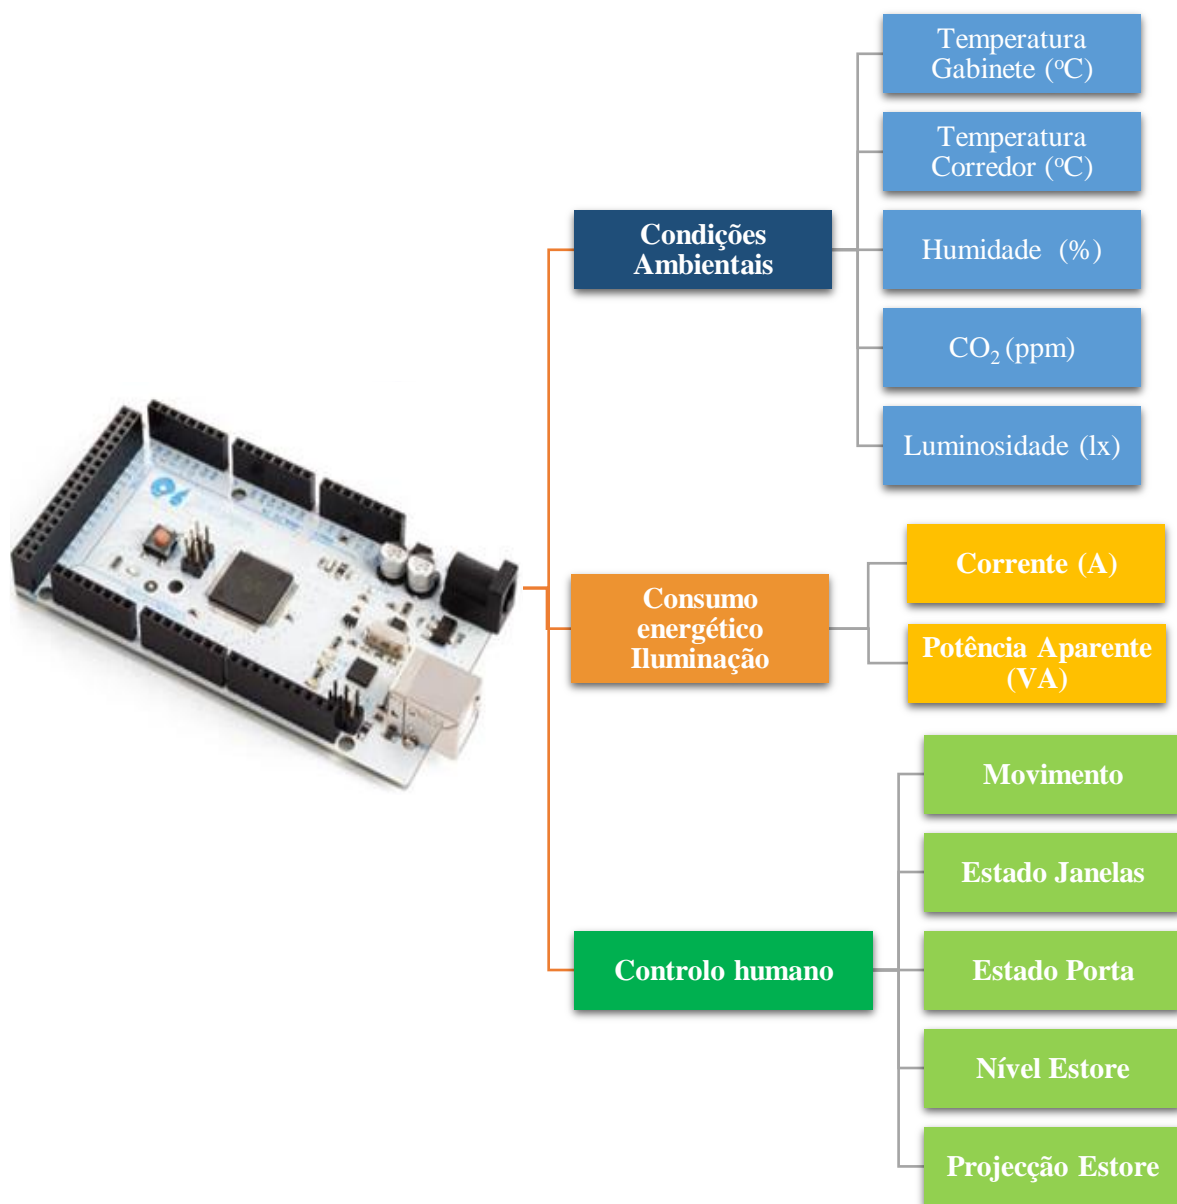 Temperatura
Gabinete (ºC)
Temperatura
Corredor (ºC)
Condições
Ambientais
Humidade (%)
CO₂ (ppm)
Luminosidade (lx)
Corrente (A)
Consumo
energético
Iluminação
Potência Aparente
(VA)
Movimento
Estado Janelas
Controlo humano
Estado Porta
Nível Estore
Projecção Estore